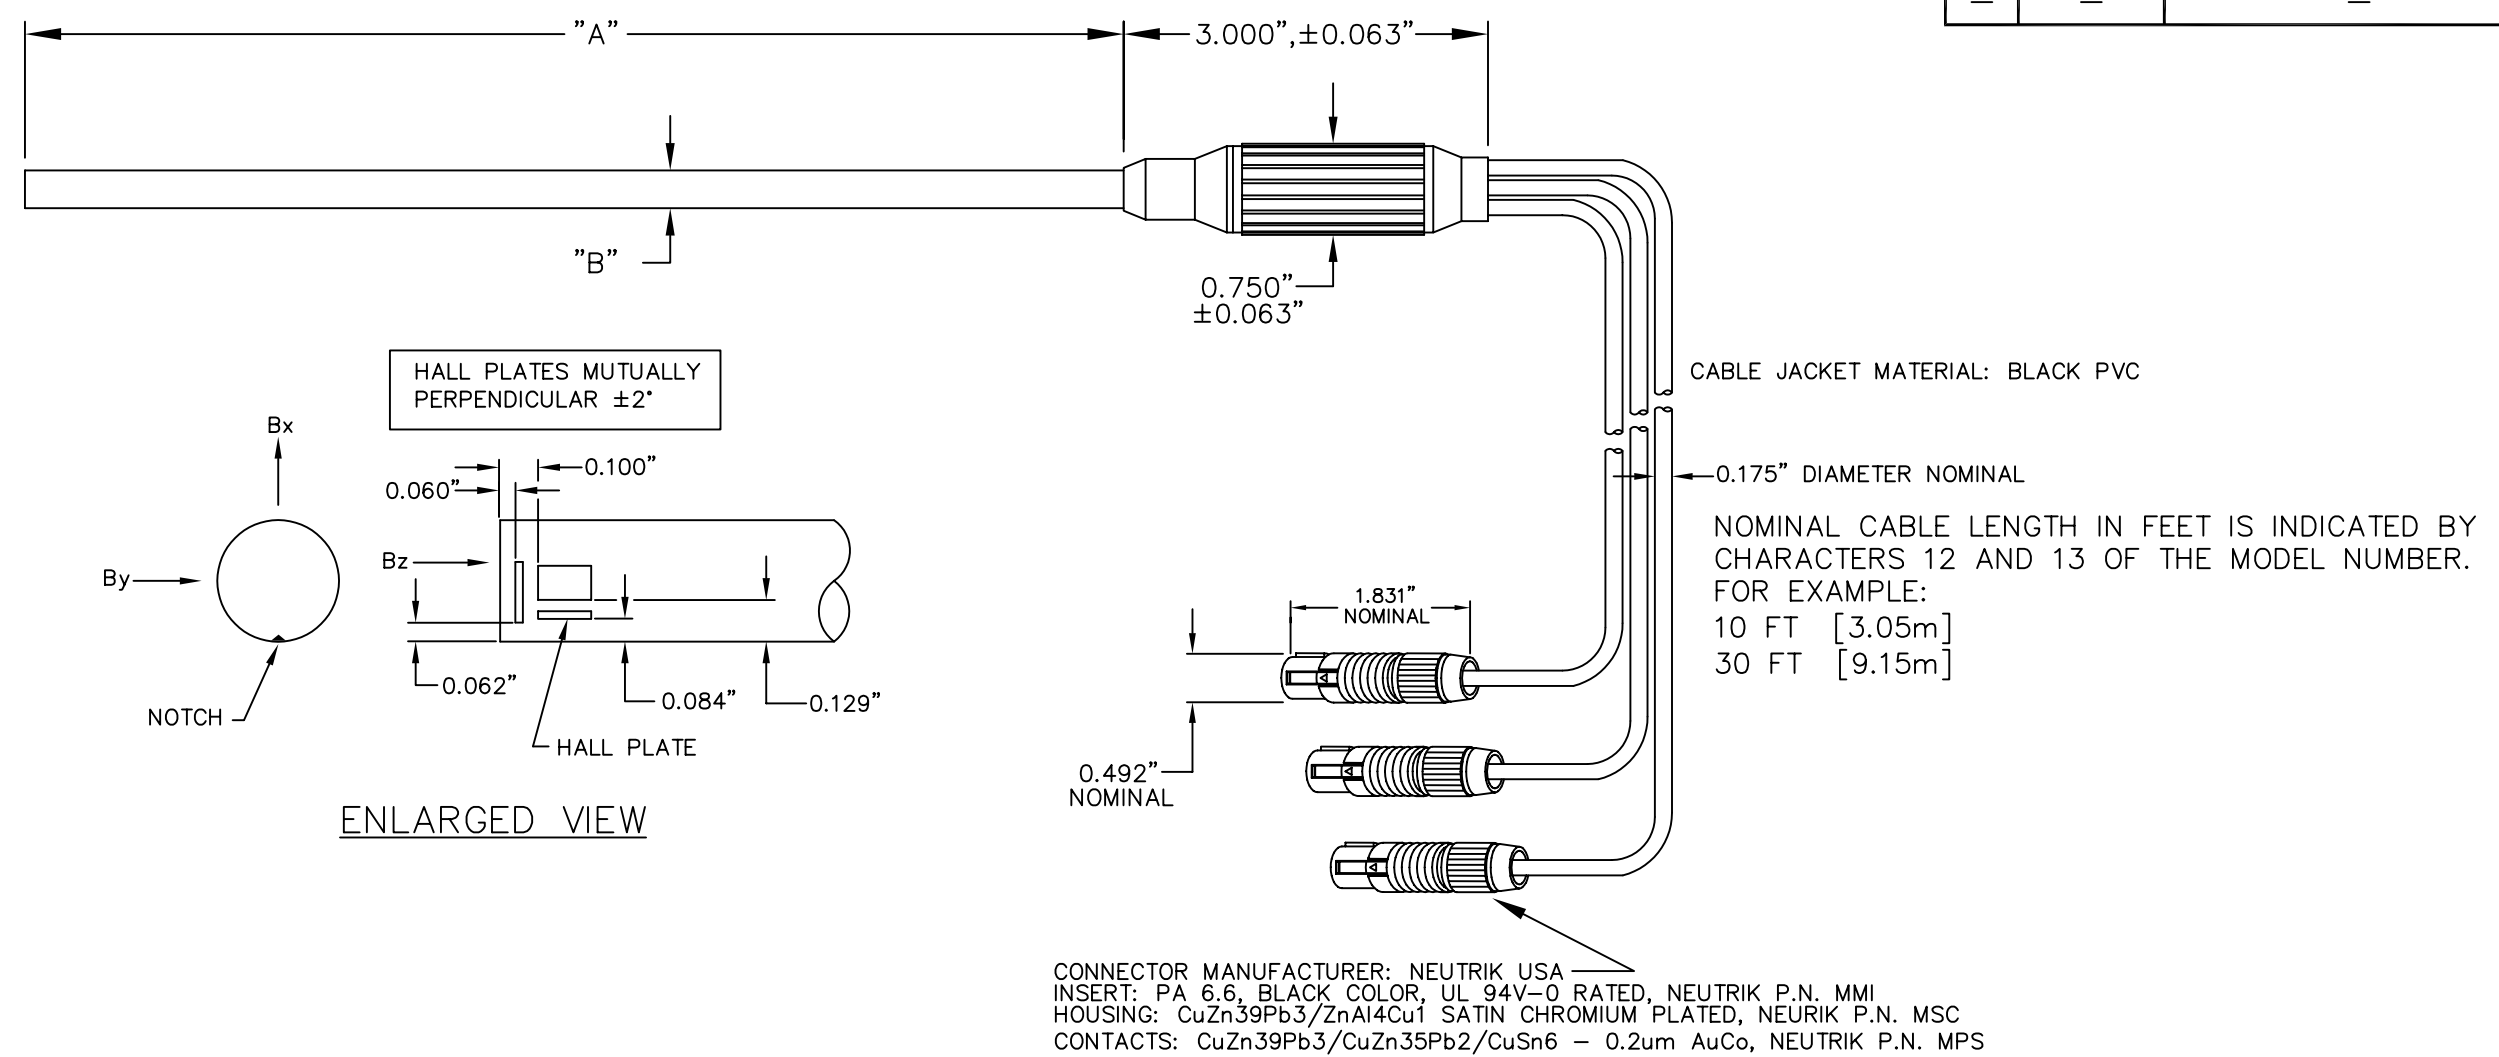 ”A”
3.000”,±0.063”
”B”
0.750”
±0.063”
HALL PLATES MUTUALLY
PERPENDICULAR ±2°
CABLE JACKET MATERIAL: BLACK PVC
Bx
0.100”
0.060”
0.175” DIAMETER NOMINAL
NOMINAL CABLE LENGTH IN FEET IS INDICATED BY
CHARACTERS 12 AND 13 OF THE MODEL NUMBER.
FOR EXAMPLE:
10 FT [3.05m]
30 FT [9.15m]
Bz
By
1.831”
NOMINAL
0.062”
0.084”
0.129”
NOTCH
HALL PLATE
0.492”
NOMINAL
ENLARGED VIEW
CONNECTOR MANUFACTURER: NEUTRIK USA
INSERT: PA 6.6, BLACK COLOR, UL 94V-0 RATED, NEUTRIK P.N. MMI
HOUSING: CuZn39Pb3/ZnAl4Cu1 SATIN CHROMIUM PLATED, NEURIK P.N. MSC
CONTACTS: CuZn39Pb3/CuZn35Pb2/CuSn6 - 0.2um AuCo, NEUTRIK P.N. MPS